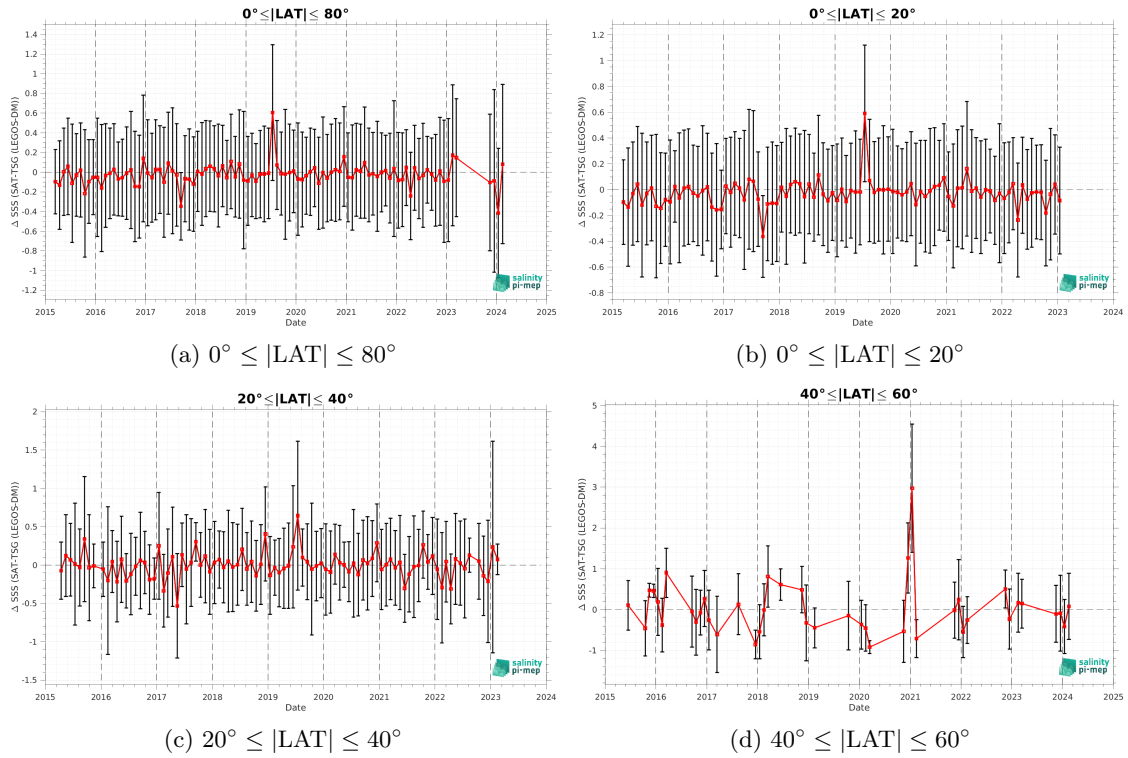 0°≤|LAT|≤ 80°
Δ SSS (SAT-TSG (LEGOS-DM))
1.4
1.2
1
0.8
0.6
0.4
0.2
0
-0.2
-0.4
-0.6
-0.8
-1
-1.2
2015 2016 2017 2018 2019 2020 2021 2022 2023 2024 2025
Date
salinity
pi-mep
(a) 0° ≤ |LAT| ≤ 80°
0°≤|LAT|≤ 20°
Δ SSS (SAT-TSG (LEGOS-DM))
1.2
1
0.8
0.6
0.4
0.2
0
-0.2
-0.4
-0.6
-0.8
2015 2016 2017 2018 2019 2020 2021 2022 2023 2024
Date
salinity
pi-mep
(b) 0° ≤ |LAT| ≤ 20°
20°≤|LAT|≤ 40°
Δ SSS (SAT-TSG (LEGOS-DM))
2
1.5
1
0.5
0
-0.5
-1
-1.5
2015 2016 2017 2018 2019 2020 2021 2022 2023 2024
Date
salinity
pi-mep
(c) 20° ≤ |LAT| ≤ 40°
40°≤|LAT|≤ 60°
Δ SSS (SAT-TSG (LEGOS-DM))
5
4
3
2
1
0
-1
2015 2016 2017 2018 2019 2020 2021 2022 2023 2024 2025
Date
salinity
pi-mep
(d) 40° ≤ |LAT| ≤ 60°